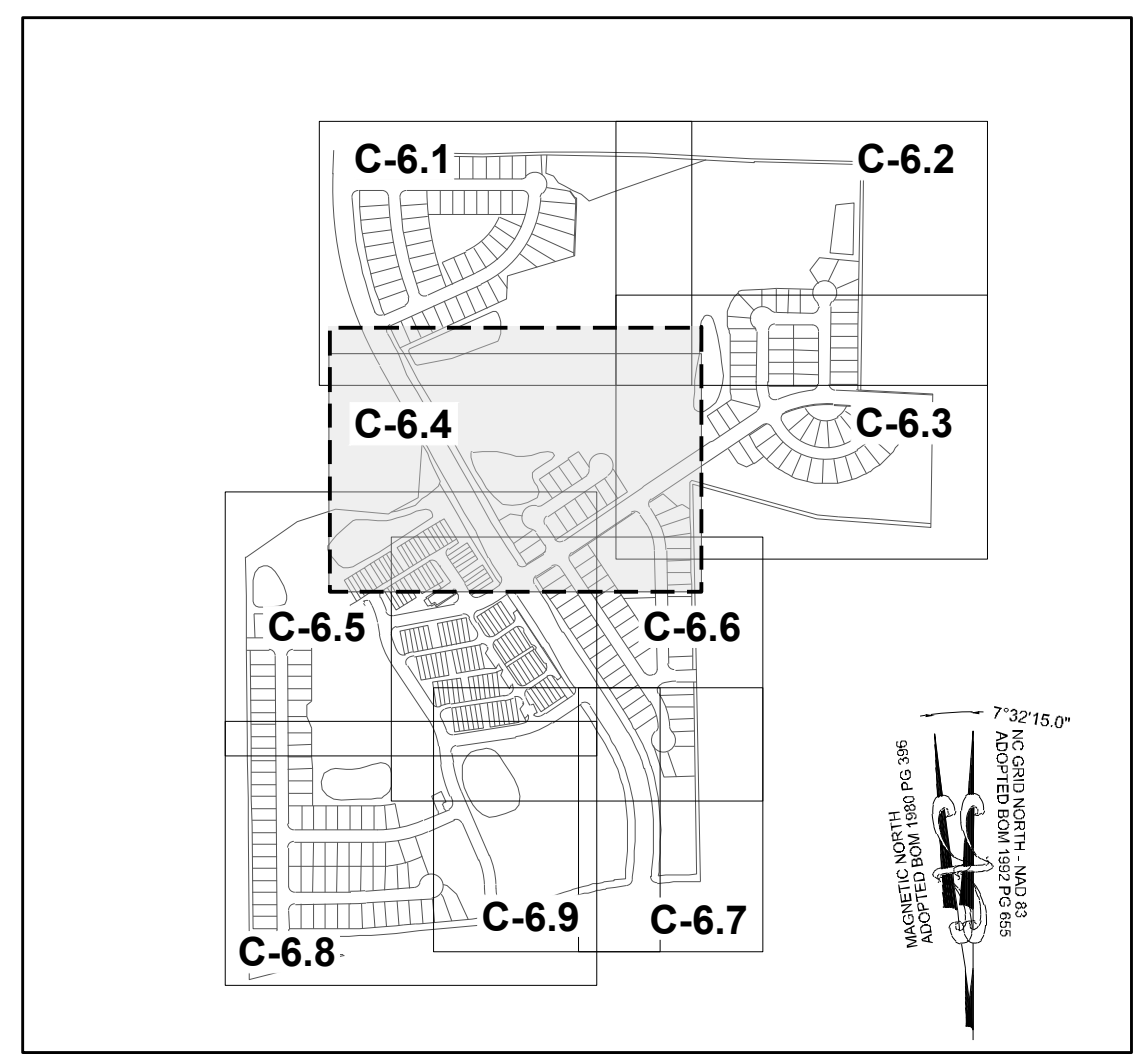 C-6.1
C-6.2
C-6.4
C-6.3
C-6.5
C-6.6
C-6.9
C-6.7
C-6.8
7°32'15.0"
MAGNETIC NORTH
ADOPTED BOM 1980 PG 396
NC GRID NORTH - NAD 83
ADOPTED BOM 1992 PG 655